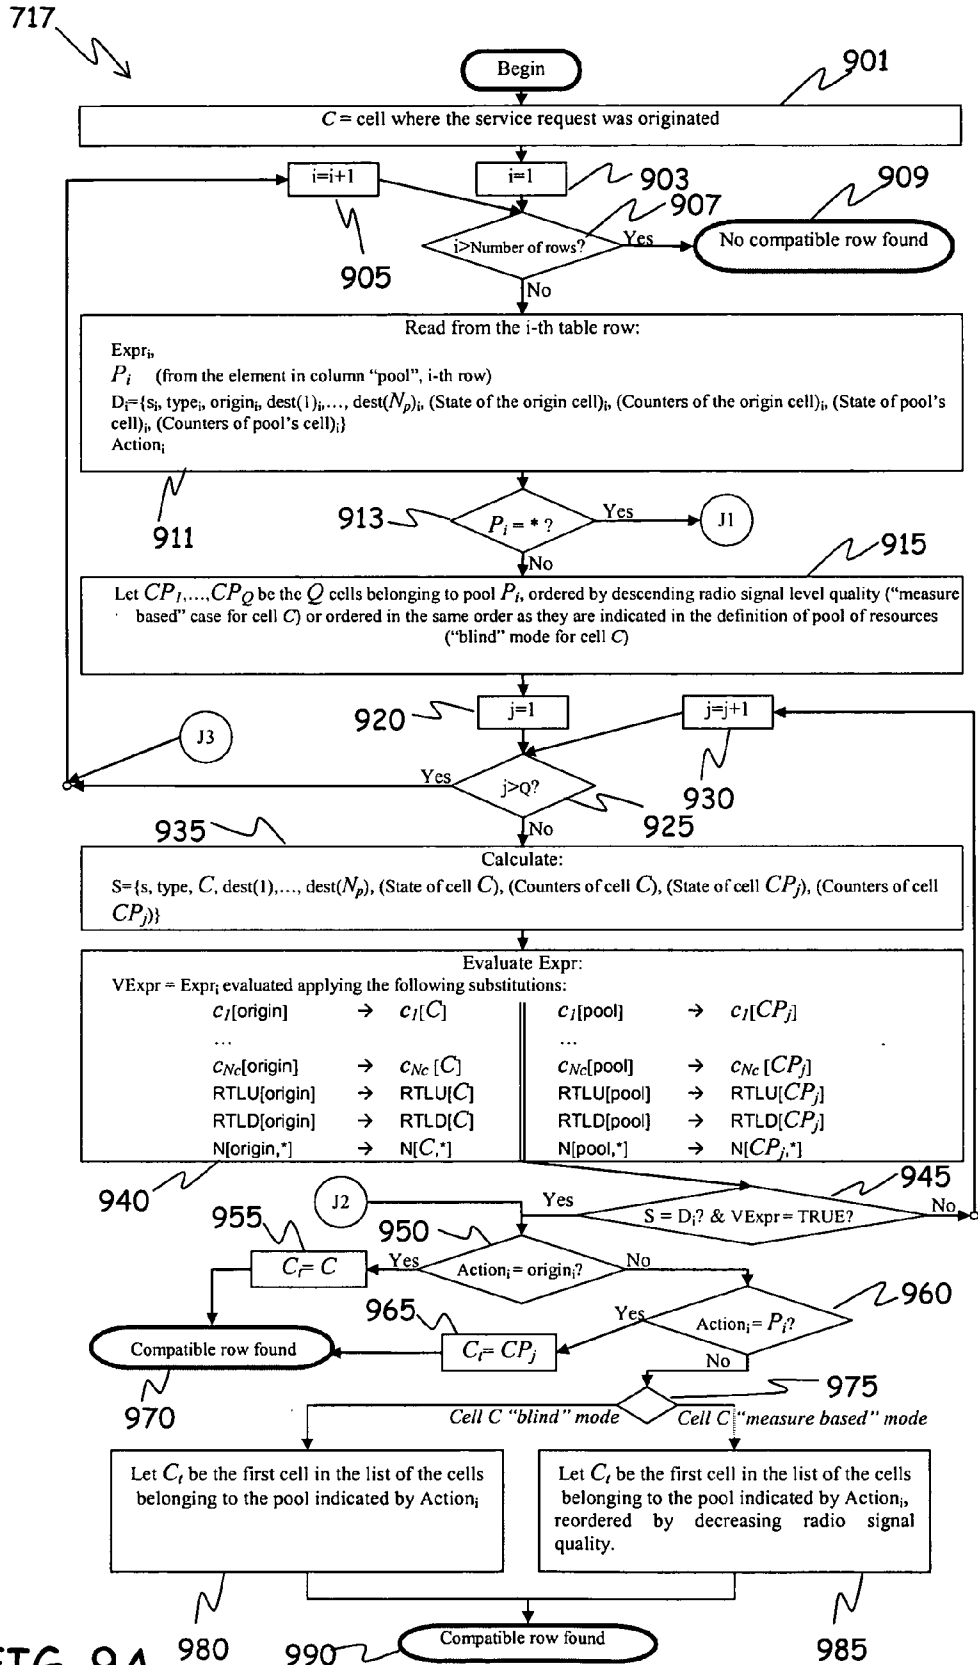 717
Begin
901
C = cell where the service request was originated
i=i+1
i=1
903
909
907
i>Number of rows?
Yes
No compatible row found
905
No
Read from the i-th table row:
Expri,
Pi (from the element in column “pool”, i-th row)
Di={si, typei, origini, dest(1)i,..., dest(Np)i, (State of the origin cell)i, (Counters of the origin cell)i, (State of pool's
cell)i, (Counters of pool's cell)i}
Actioni
911
913
Pi = * ?
Yes
J1
No
915
Let CP1,...,CPQ be the Q cells belonging to pool Pi, ordered by descending radio signal level quality (“measure
based” case for cell C) or ordered in the same order as they are indicated in the definition of pool of resources
(“blind” mode for cell C)
920
j=1
j=j+1
J3
Yes
j>Q?
930
925
935
No
Calculate:
S={s, type, C, dest(1),..., dest(Np), (State of cell C), (Counters of cell C), (State of cell CPj), (Counters of cell
CPj)}
Evaluate Expr:
VExpr = Expri evaluated applying the following substitutions:
c1[origin] → c1[C] c1[pool] → c1[CPj]
... ...
cNc[origin] → cNc [C] cNc[pool] → cNc [CPj]
RTLU[origin] → RTLU[C] RTLU[pool] → RTLU[CPj]
RTLD[origin] → RTLD[C] RTLD[pool] → RTLD[CPj]
N[origin,*] → N[C,*] N[pool,*] → N[CPj,*]
940
J2
Yes
945
S = Di? & VExpr= TRUE?
No
955
950
Ct= C
Yes
Actioni= origini?
No
960
965
Yes
Actioni= Pi?
Compatible row found
Ct= CPj
No
970
975
Cell C “blind” mode
Cell C “measure based” mode
Let Ct be the first cell in the list of the cells
belonging to the pool indicated by Actioni
Let Ct be the first cell in the list of the cells
belonging to the pool indicated by Actioni,
reordered by decreasing radio signal
quality.
980
990
Compatible row found
985
FIG. 9A